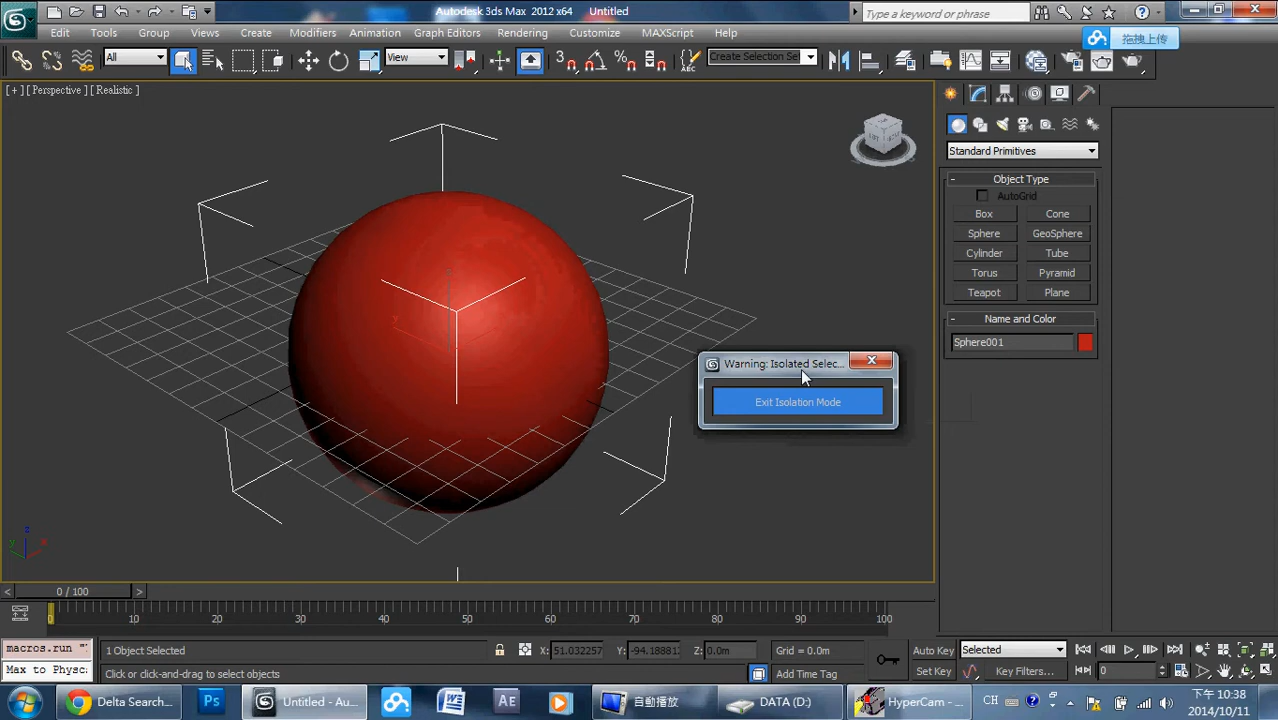 Autodesk 3ds Max 2012 x64 Untitled
Type a keyword or phrase
Edit Tools Group Views Create Modifiers Animation Graph Editors Rendering Customize MAXScript Help
拖拽上传
All
View
Create Selection Se
[ + ] [ Perspective ] [ Realistic ]
Standard Primitives
- Object Type
AutoGrid
Box Cone
Sphere GeoSphere
Cylinder Tube
Torus Pyramid
Teapot Plane
- Name and Color
Sphere001
Warning: Isolated Selec...
Exit Isolation Mode
< 0 / 100 >
0 10 20 30 40 50 60 70 80 90 100
macros.run "
1 Object Selected
X: 51.032257 Y: -94.18881 Z: 0.0m
Grid = 0.0m
Auto Key Selected
Max to Physc
Click or click-and-drag to select objects
Add Time Tag
Set Key Key Filters...
0
Delta Search...
Ps
Untitled - Au...
Ae
自動播放
DATA (D:)
HyperCam - ...
CH
下午 10:38
2014/10/11